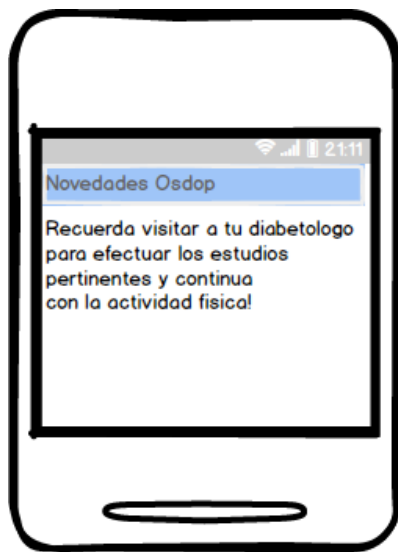 21:11
Novedades Osdop
Recuerda visitar a tu diabetologo
para efectuar los estudios
pertinentes y continua
con la actividad fisica!